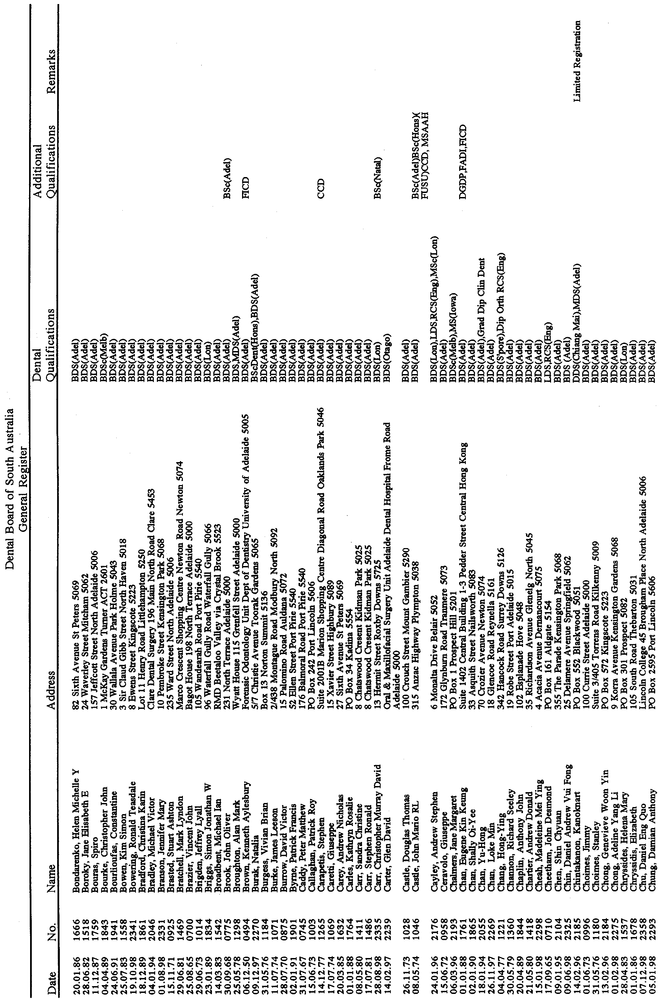 Dental Board of South Australia
General Register
Additional
Dental
Date No. Name Address Qualifications Qualifications Remarks
20.01.86 1666 Bondarenko, Helen Michelle Y 82 Sixth Avenue St Peters 5069 BDS(Adel)
28.06.82 1518 Boroky, Jane Elisabeth E 24 Waverley Street Mitcham 5062 BDS(Adel)
11.12.87 1759 Bouras, Spiro 157 Jeffcott Street North Adelaide 5006 BDS(Adel)
04.04.89 1843 Bourke, Christopher John 1 McKay Gardens Turner ACT 2601 BDSc(Melb)
24.06.91 1941 Bourlioufas, Constantine 30 Wallala Avenue Park Holme 5043 BDS(Adel)
25.07.83 1558 Bowen, Kim Simon 3 Sir Claud Gibb Street North Haven 5018 BDS(Adel)
19.10.98 2341 Bowering, Ronald Teasdale 8 Ewens Street Kingscote 5223 BDS(Adel)
18.12.89 1861 Bradford, Christina Karin Lot 11 Henry Road Littlehampton 5250 BDS(Adel)
04.01.94 2046 Bradley, Michael Victor Clare Dental Surgery 196 Main North Road Clare 5453 BDS(Adel)
01.08.98 2331 Branson, Jennifer Mary 10 Pembroke Street Kensington Park 5068 BDS(Adel)
15.11.71 0925 Brasted, Stuart Ashton 235 Ward Street North Adelaide 5006 BDS(Adel)
29.06.81 1469 Bratchell, Mark Lyndon Marco Crescent Shopping Centre Newton Road Newton 5074 BDS(Adel)
25.08.65 0700 Brazier, Vincent John Bagot House 198 North Terrace Adelaide 5000 BDS(Adel)
29.06.73 1014 Brigden, Jeffrey Lyall 105 Wandearah Road Port Pirie 5540 BDS(Adel)
23.01.89 1834 Briggs, Simon Jonathan W 96 Waterfall Gully Road Waterfall Gully 5066 BDS(Lon)
14.03.83 1542 Broadbent, Michael Ian RMD Beetaloo Valley via Crystal Brook 5523 BDS(Adel)
30.09.68 0775 Brook, John Oliver 231 North Terrace Adelaide 5000 BDS(Adel) BSc(Adel)
25.05.78 1298 Broughton, Alan Mark Wyatt House 115 Grenfell Street Adelaide 5000 BDS,MDS(Adel)
06.12.50 0494 Brown, Kenneth Aylesbury Forensic Odontology Unit Dept of Dentistry University of Adelaide 5005 BDS(Adel) FICD
09.12.97 2270 Burak, Natalia 5/7 Christie Avenue Toorak Gardens 5065 BScDent(Hons),BDS(Adel)
31.05.76 1184 Burgess, Vivian Brian Box 13 Norton Summit 5136 BDS(Adel)
11.07.74 1071 Burke, James Leeson 2/438 Montague Road Modbury North 5092 BDS(Adel)
28.07.70 0875 Burrow, David Victor 15 Palomino Road Auldana 5072 BDS(Adel)
02.01.91 1901 Byrne, Patrick Francis 52 Ellen Street Port Pirie 5540 BDS(Adel)
31.07.67 0745 Caddy, Peter Matthew 176 Balmoral Road Port Pirie 5540 BDS(Adel)
15.06.73 1003 Callaghan, Patrick Roy PO Box 242 Port Lincoln 5606 BDS(Adel)
14.12.77 1265 Carapetis, Stephen Suite 2001B Marion Shopping Centre Diagonal Road Oaklands Park 5046 BDS(Adel) CCD
17.07.74 1069 Caretti, Giuseppe 15 Xavier Street Highbury 5089 BDS(Adel)
20.03.85 1632 Carey, Andrew Nicholas 27 Sixth Avenue St Peters 5069 BDS(Adel)
01.01.88 1764 Carles, Kathryn Rosalie PO Box 34 Kadina 5554 BDS(Adel)
08.05.80 1411 Carr, Sandra Christine 8 Chatswood Cresent Kidman Park 5025 BDS(Adel)
17.07.81 1486 Carr, Stephen Ronald 8 Chatswood Cresent Kidman Park 5025 BDS(Adel)
28.08.98 2335 Carr, Christopher Murray David 13 Hermit Street Roxby Downs 5725 BDS(Lon) BSc(Natal)
14.02.97 2239 Carter, Glen David Oral & Maxillofacial Surgery Unit Adelaide Dental Hospital Frome Road BDS(Otago)
Adelaide 5000
26.11.73 1028 Castle, Douglas Thomas 100 Crouch Street Mount Gambier 5290 BDS(Adel)
08.05.74 1046 Castle, John Mario RL 315 Anzac Highway Plympton 5038 BDS(Adel) BSc(Adel)BSc(Hons)(
FUSU)CCD, MSAAH
24.01.96 2176 Cayley, Andrew Stephen 6 Monalta Drive Belair 5052 BDS(Lon),LDS,RCS(Eng),MSc(Lon)
15.06.72 0958 Ceravolo, Giuseppe 172 Glynburn Road Tranmere 5073 BDS(Adel)
06.03.96 2193 Chalmers, Jane Margaret PO Box 1 Prospect Hill 5201 BDSc(Melb),MS(Iowa)
01.01.88 1761 Chan, Eugene Kin Keung Suite 1402 Central Building 1-3 Pedder Street Central Hong Kong BDS(Adel) DGDP,FADI,FICD
02.01.90 1865 Chan, Shally Oi-Yee 33 Asquith Street Nailsworth 5083 BDS(Adel)
18.01.94 2055 Chan, Yu-Hong 70 Crozier Avenue Newton 5074 BDS(Adel),Grad Dip Clin Dent
26.11.97 2269 Chan, Loke Min 18 Glencoe Road Reynella 5161 BDS(Adel)
04.04.77 1221 Chang, Hong-Ying 342 Hancock Road Surrey Downs 5126 BDS(S'pore),Dip Orth RCS(Eng)
30.05.79 1360 Channon, Richard Seeley 19 Robe Street Port Adelaide 5015 BDS(Adel)
20.04.89 1844 Chaplin, Anthony John 102 Esplanade Hove 5048 BDS(Adel)
21.05.80 1418 Chartier, Andrew Donald 35 Richardson Avenue Glenelg North 5045 BDS(Adel)
15.01.98 2298 Cheah, Madeleine Mei Ying 4 Acacia Avenue Dernancourt 5075 BDS(Adel)
17.09.65 0710 Cheetham, John Desmond PO Box 161 Aldgate 5154 LDS,RCS(Eng)
09.01.95 2104 Chen, Shin Chyuan 355 The Parade Kensington Park 5068 BDS(Adel)
09.06.98 2325 Chin, Daniel Andrew Vui Fong 25 Delamere Avenue Springfield 5062 BDS (Adel)
14.02.96 2185 Chintakanon, Kanoknart PO Box 552 Blackwood 5051 DDS(Chiang Mai),MDS(Adel) Limited Registration
01.06.73 0996 Choimes, Jimmy 100 Currie Street Adelaide 5000 BDS(Adel)
31.05.76 1180 Choimes, Stanley Suite 3/405 Torrens Road Kilkenny 5009 BDS(Adel)
13.02.96 2184 Chong, Genevieve Woon Yin PO Box 572 Kingscote 5223 BDS(Adel)
01.02.98 2275 Chong, Adeline Yang Li 9 Korra Avenue Kensington Gardens 5068 BDS(Adel)
28.04.83 1537 Chryssides, Helena Mary PO Box 301 Prospect 5082 BDS(Lon)
01.01.86 1678 Chryssidis, Elizabeth 105 South Road Thebarton 5031 BDS(Adel)
07.12.98 2358 Chu, Daniel Eng Quo Lincoln College 45 Brougham Place North Adelaide 5006 BDS(Adel)
05.01.98 2293 Chung, Damian Anthony PO Box 2595 Port Lincoln 5606 BDS(Adel)